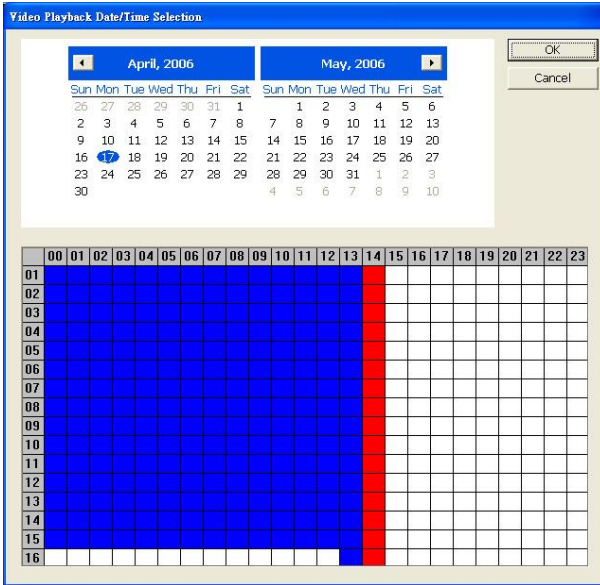 Video Playback Date/Time Selection
April, 2006 May, 2006
OK
Cancel
Sun Mon Tue Wed Thu Fri Sat Sun Mon Tue Wed Thu Fri Sat
26 27 28 29 30 31 1 1 2 3 4 5 6
2 3 4 5 6 7 8 7 8 9 10 11 12 13
9 10 11 12 13 14 15 14 15 16 17 18 19 20
16 17 18 19 20 21 22 21 22 23 24 25 26 27
23 24 25 26 27 28 29 28 29 30 31 1 2 3
30 4 5 6 7 8 9 10
00 01 02 03 04 05 06 07 08 09 10 11 12 13 14 15 16 17 18 19 20 21 22 23
01
02
03
04
05
06
07
08
09
10
11
12
13
14
15
16